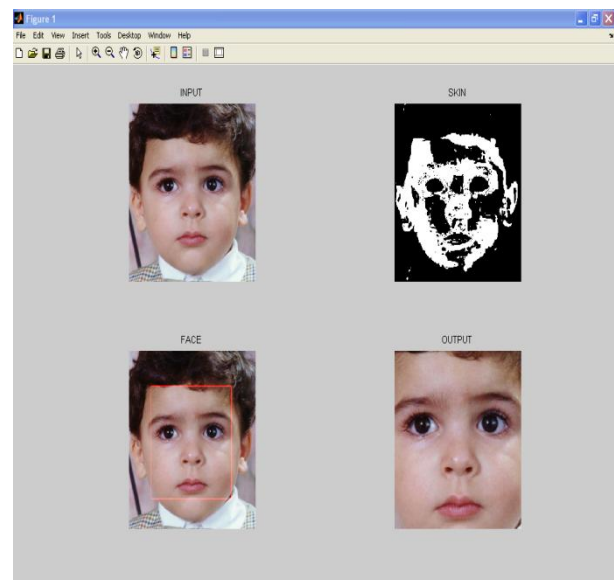 Figure 1
File Edit View Insert Tools Desktop Window Help
INPUT SKIN
FACE OUTPUT